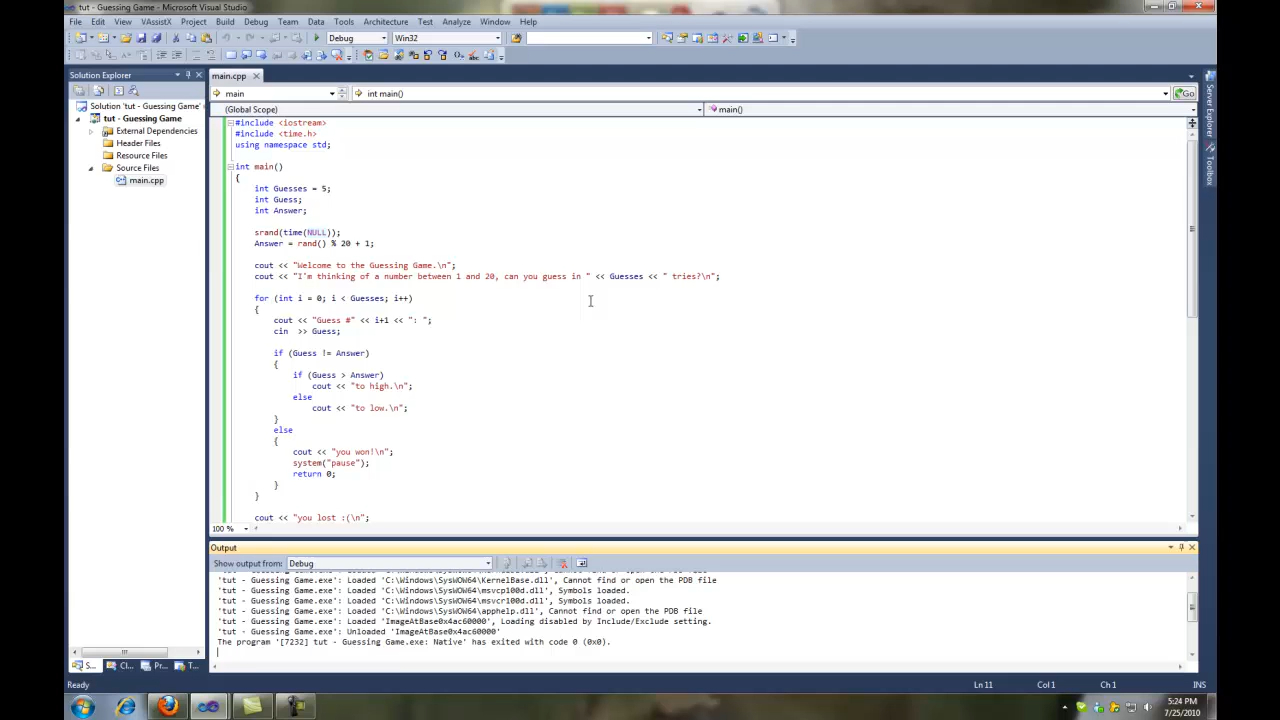 tut - Guessing Game - Microsoft Visual Studio
File Edit View VAssistX Project Build Debug Team Data Tools Architecture Test Analyze Window Help
Debug Win32
Solution Explorer
main.cpp
main int main()
Go
(Global Scope) main()
Solution 'tut - Guessing Game'
tut - Guessing Game
External Dependencies
Header Files
Resource Files
Source Files
main.cpp
#include <iostream>
#include <time.h>
using namespace std;
int main()
{
int Guesses = 5;
int Guess;
int Answer;
srand(time(NULL));
Answer = rand() % 20 + 1;
cout << "Welcome to the Guessing Game.\n";
cout << "I'm thinking of a number between 1 and 20, can you guess in " << Guesses << " tries?\n";
for (int i = 0; i < Guesses; i++)
{
cout << "Guess #" << i+1 << ": ";
cin  >> Guess;
if (Guess != Answer)
{
if (Guess > Answer)
cout << "to high.\n";
else
cout << "to low.\n";
}
else
{
cout << "you won!\n";
system("pause");
return 0;
}
}
cout << "you lost :(\n";
100 %
Server Explorer
Toolbox
Output
Show output from: Debug
'tut - Guessing Game.exe': Loaded 'C:\Windows\SysWOW64\KernelBase.dll', Cannot find or open the PDB file
'tut - Guessing Game.exe': Loaded 'C:\Windows\SysWOW64\msvcp100d.dll', Symbols loaded.
'tut - Guessing Game.exe': Loaded 'C:\Windows\SysWOW64\msvcr100d.dll', Symbols loaded.
'tut - Guessing Game.exe': Loaded 'C:\Windows\SysWOW64\apphelp.dll', Cannot find or open the PDB file
'tut - Guessing Game.exe': Loaded 'ImageAtBase0x4ac60000', Loading disabled by Include/Exclude setting.
'tut - Guessing Game.exe': Unloaded 'ImageAtBase0x4ac60000'
The program '[7232] tut - Guessing Game.exe: Native' has exited with code 0 (0x0).
S... Cl... Pr... T...
Ready Ln 11 Col 1 Ch 1 INS
5:24 PM
7/25/2010